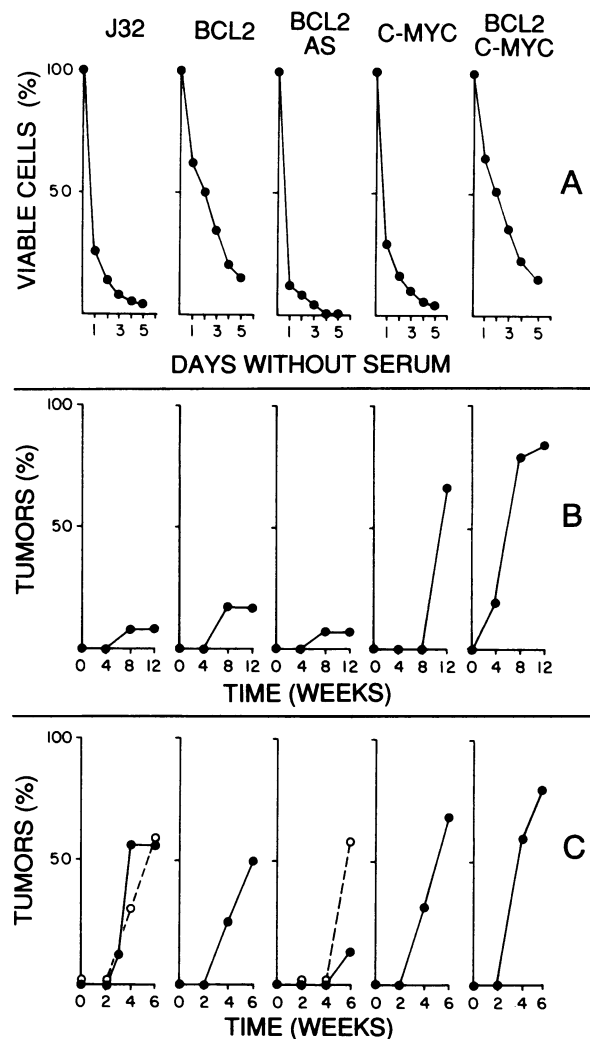 J32 BCL2 BCL2 AS C-MYC BCL2 C-MYC
VIABLE CELLS (%)
100
50
A
1 3 5 1 3 5 1 3 5 1 3 5 1 3 5
DAYS WITHOUT SERUM
TUMORS (%)
100
50
0
B
0 4 8 12 0 4 8 12 0 4 8 12 0 4 8 12 0 4 8 12
TIME (WEEKS)
TUMORS (%)
100
50
0
C
0 2 4 6 0 2 4 6 0 2 4 6 0 2 4 6 0 2 4 6
TIME (WEEKS)